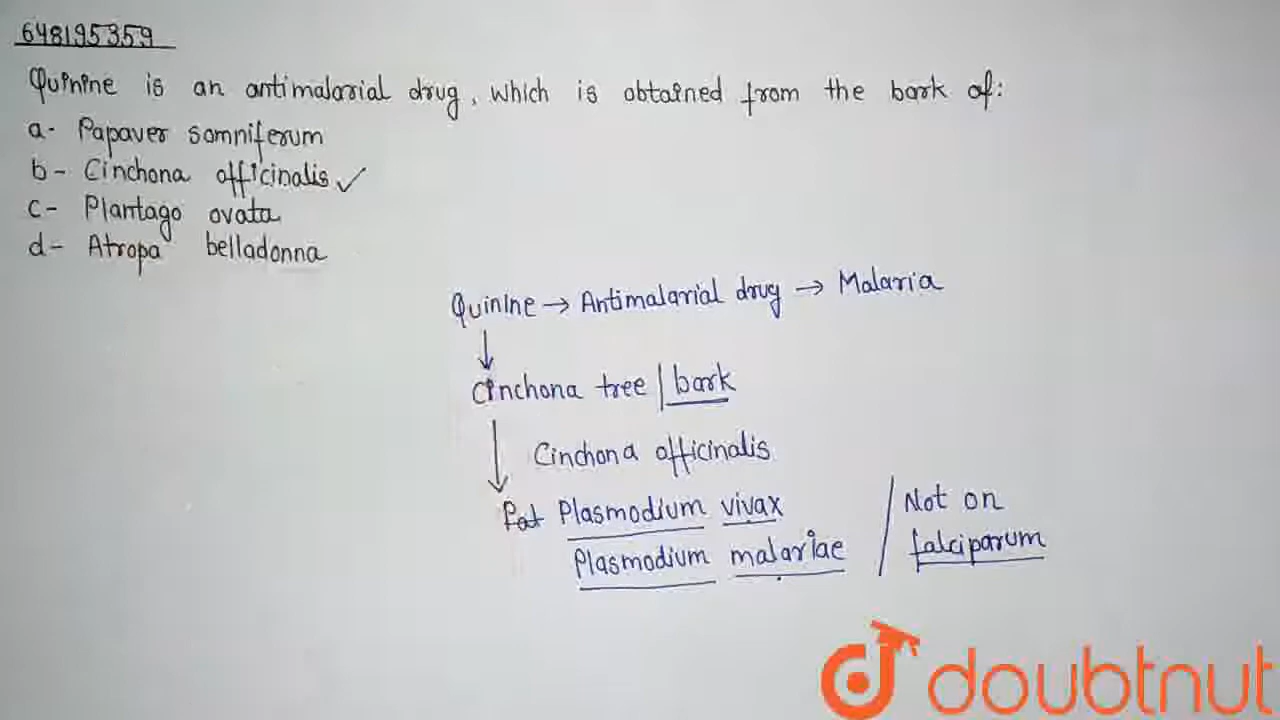 648195359
Quinine is an antimalarial drug, which is obtained from the bark of:
a- Papaver somniferum
b- Cinchona officinalis ✓
c- Plantago ovata
d- Atropa belladonna
Quinine → Antimalarial drug → Malaria
↓
Cinchona tree | bark
↓ Cinchona officinalis
Plasmodium vivax / Not on
Plasmodium malariae falciparum
doubtnut